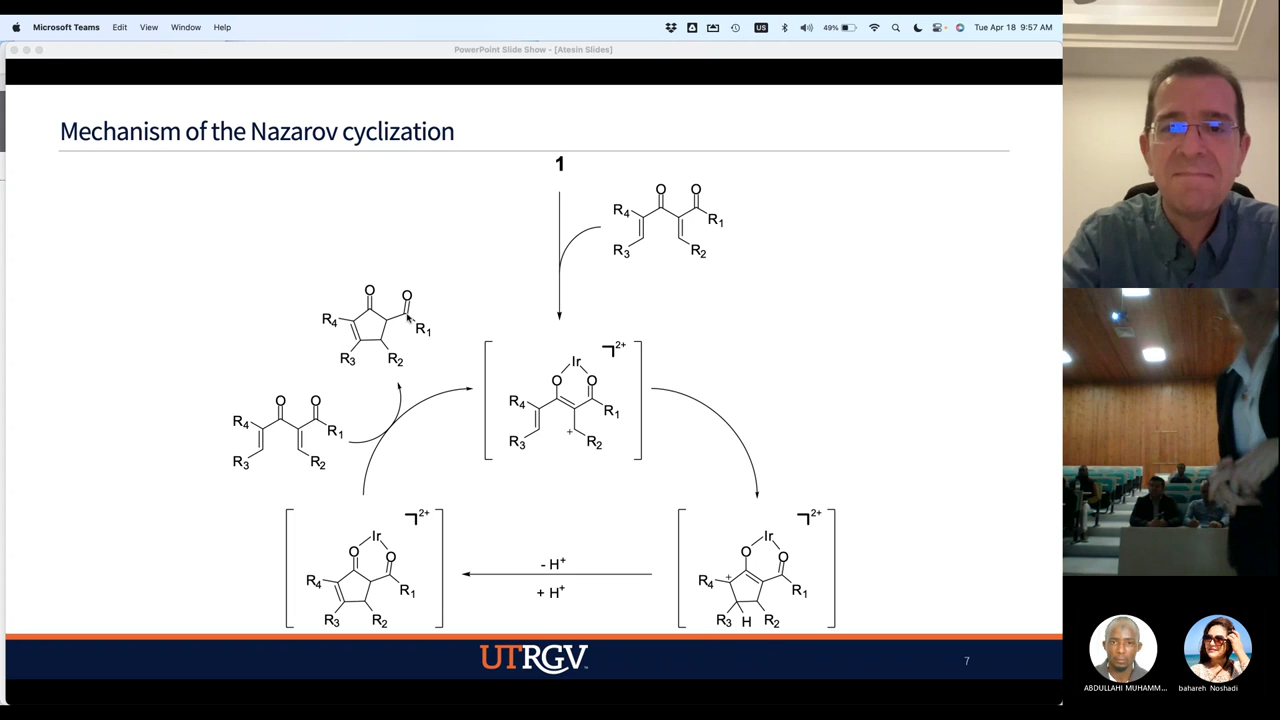 Microsoft Teams Edit View Window Help
US 49% Tue Apr 18 9:57 AM
PowerPoint Slide Show - [Atesin Slides]
Mechanism of the Nazarov cyclization
1
O O
R4 R1
R3 R2
O O
R4 R1
R3 R2
2+
Ir
O O
R4 R1
+
R3 R2
O O
R4 R1
R3 R2
2+
Ir
O O
R4 R1
R3 R2
- H+
+ H+
2+
Ir
O O
+
R4 R1
R3 H R2
UTRGV
7
ABDULLAHI MUHAMM...
bahareh Noshadi